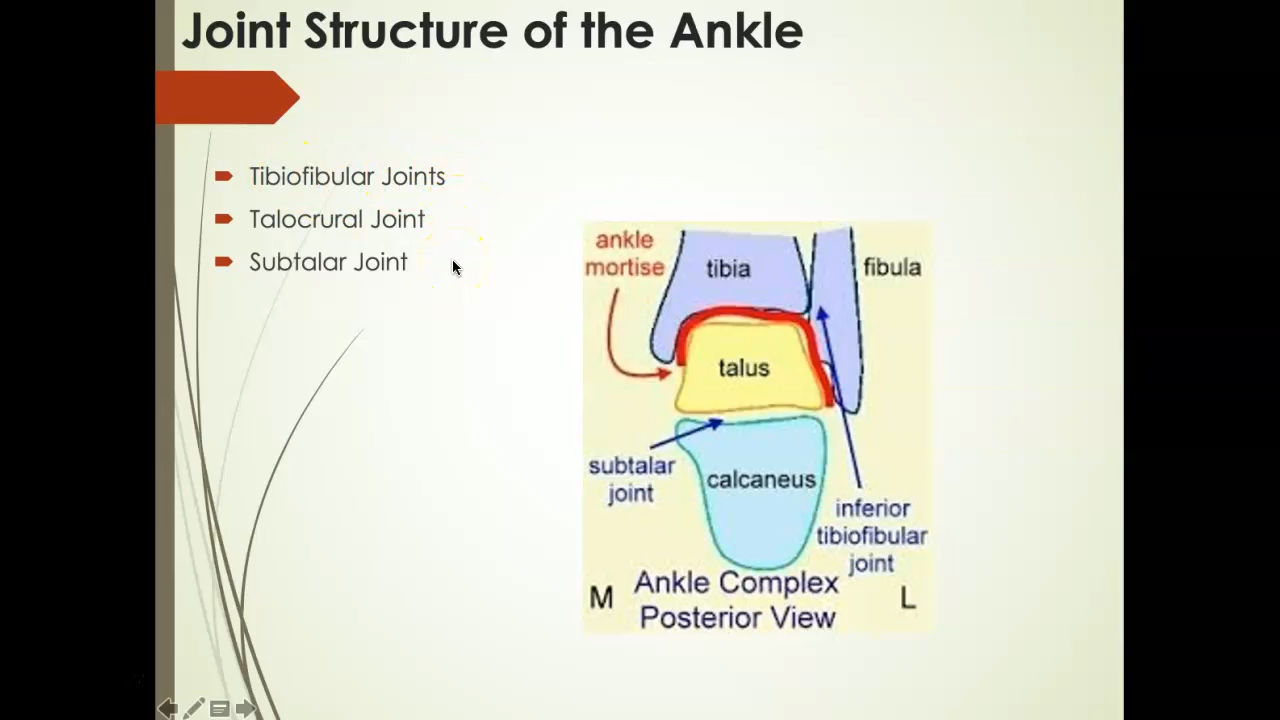 Joint Structure of the Ankle
Tibiofibular Joints
Talocrural Joint
Subtalar Joint
ankle
mortise
tibia
fibula
talus
subtalar
joint
calcaneus
inferior
tibiofibular
joint
M
Ankle Complex
Posterior View
L